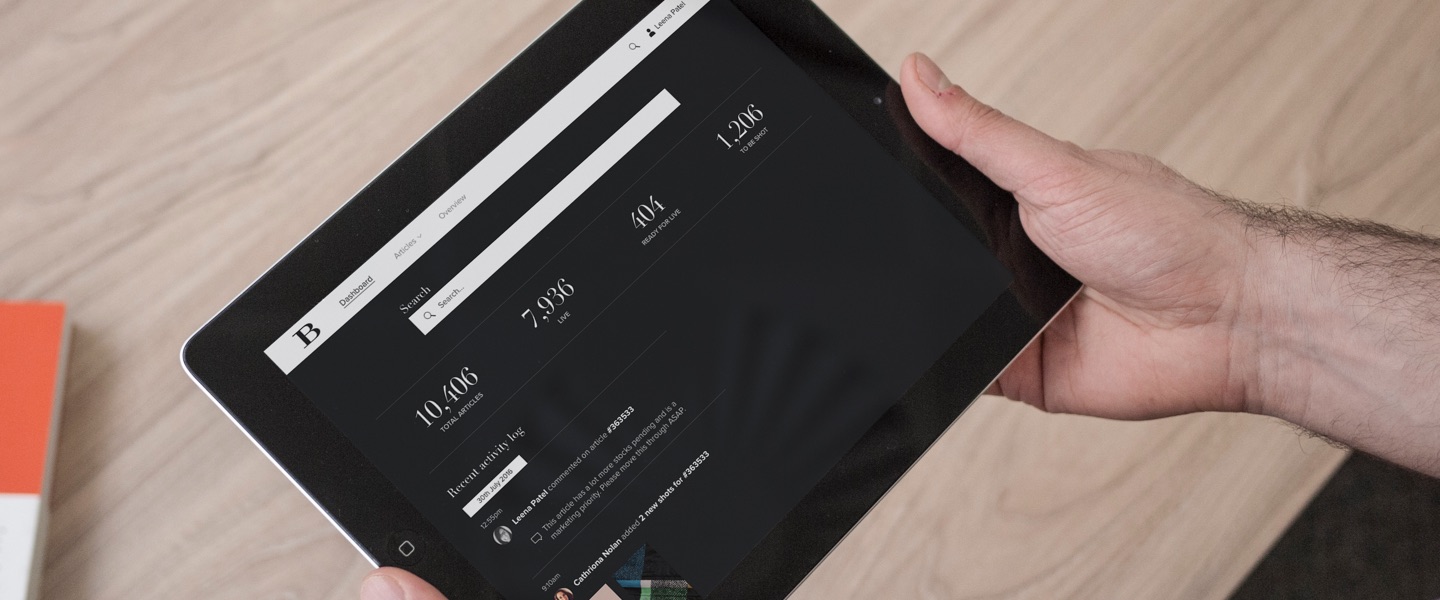 B
Dashboard
Articles
Overview
Leena Patel
Search
Search...
10,406
TOTAL ARTICLES
7,936
LIVE
404
READY FOR LIVE
1,206
TO BE SHOT
Recent activity log
30th July 2016
12:55pm
Leena Patel commented on article #363533
This article has a lot more stocks pending and is a
marketing priority. Please move this through ASAP.
9:10am
Cathriona Nolan added 2 new shots for #363533